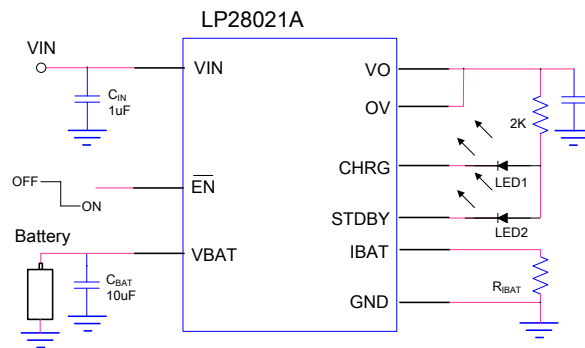 LP28021A
VIN
VIN
VO
CIN
1uF
OV
2K
CHRG
LED1
OFF
EN
ON
STDBY
LED2
Battery
VBAT
IBAT
CBAT
10uF
RIBAT
GND